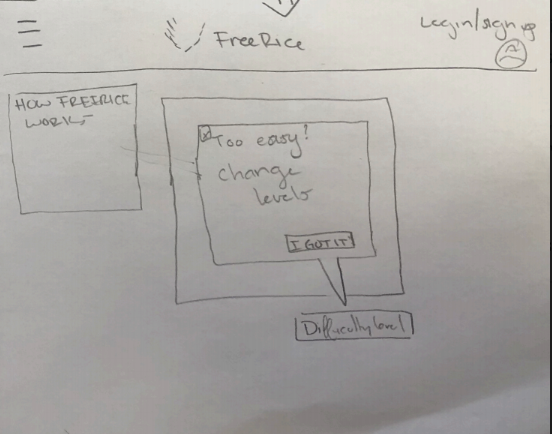 Login/sign up
FreeRice
HOW FREERICE
WORKS
Too easy!
change
levels
I GOT IT!
Difficulty level